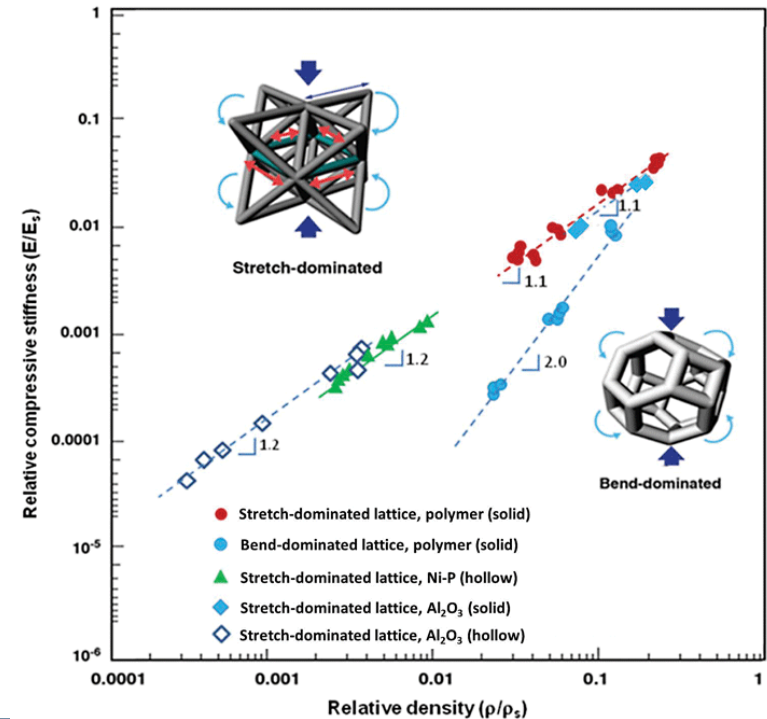 1
0.1
0.01
0.001
0.0001
10-5
10-6
Relative compressive stiffness (E/Es)
Stretch-dominated
1.1
1.1
1.2
2.0
1.2
Bend-dominated
Stretch-dominated lattice, polymer (solid)
Bend-dominated lattice, polymer (solid)
Stretch-dominated lattice, Ni-P (hollow)
Stretch-dominated lattice, Al2O3 (solid)
Stretch-dominated lattice, Al2O3 (hollow)
0.0001 0.001 0.01 0.1 1
Relative density (ρ/ρs)